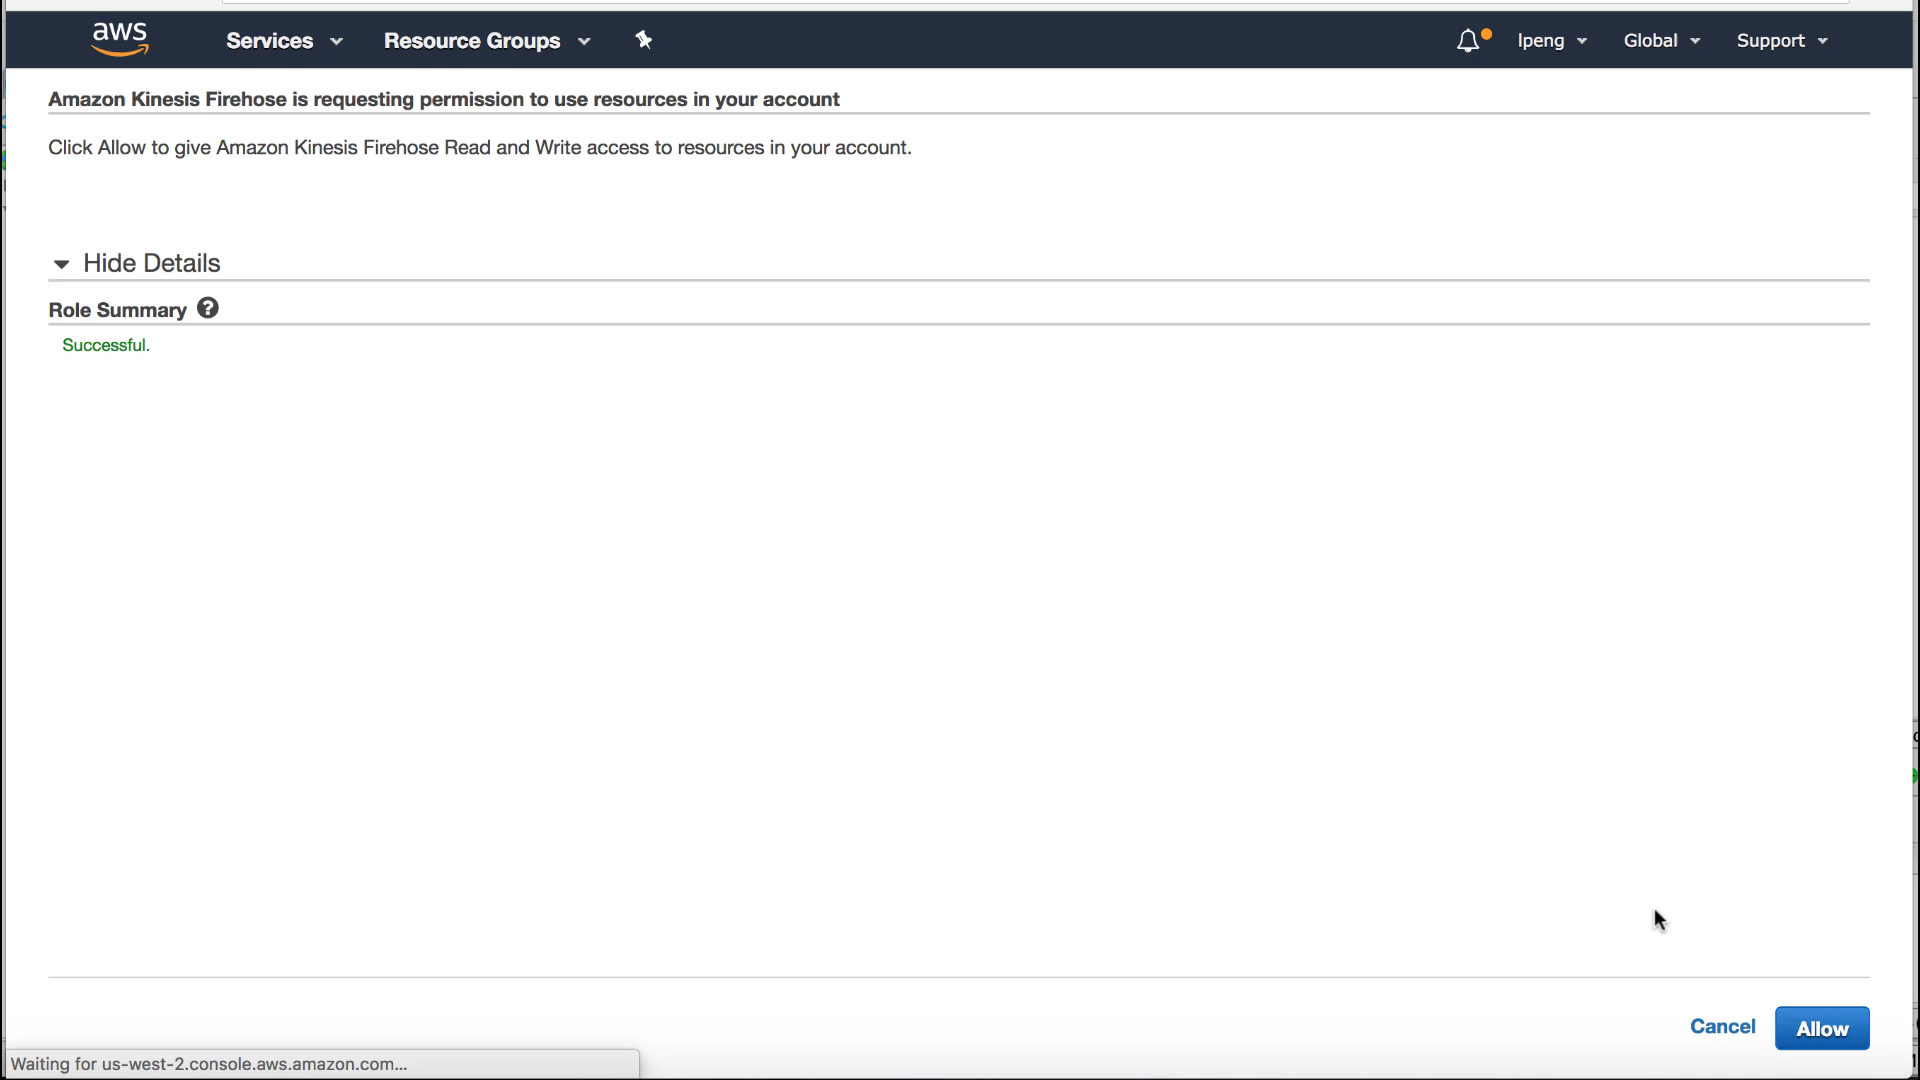 aws Services Resource Groups lpeng Global Support
Amazon Kinesis Firehose is requesting permission to use resources in your account
Click Allow to give Amazon Kinesis Firehose Read and Write access to resources in your account.
Hide Details
Role Summary ?
Successful.
Cancel Allow
Waiting for us-west-2.console.aws.amazon.com...